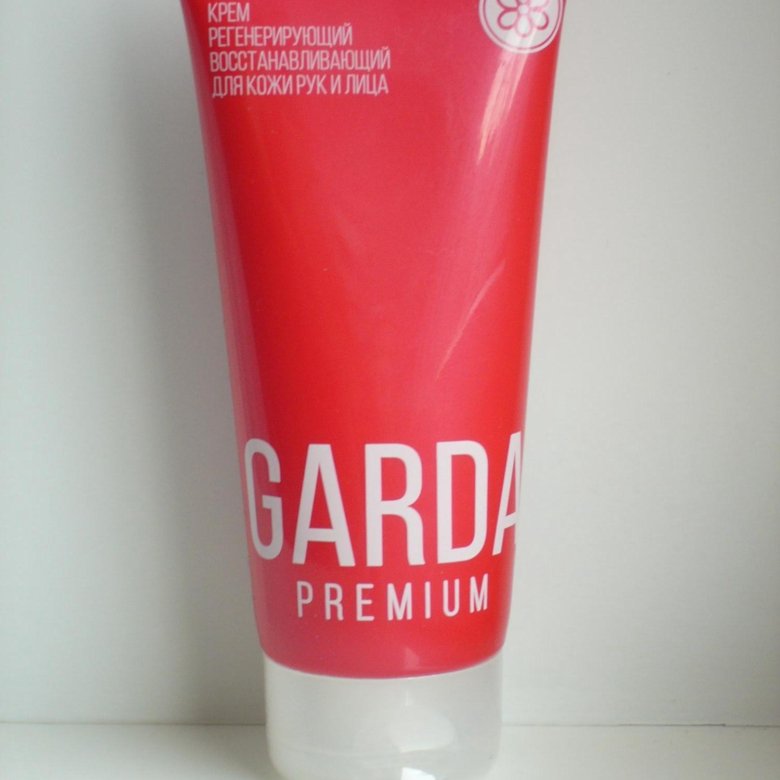 КРЕМ
РЕГЕНЕРИРУЮЩИЙ
ВОССТАНАВЛИВАЮЩИЙ
ДЛЯ КОЖИ РУК И ЛИЦА
GARDA
PREMIUM